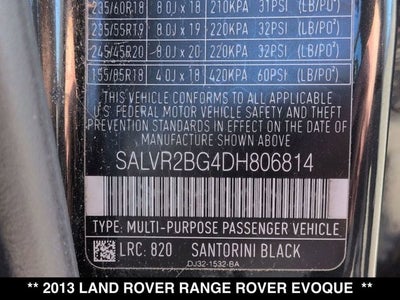 235/60R18 8.0J x 18 210KPA 31PSI (LB/PO²)
235/55R19 8.0J x 19 220KPA 32PSI (LB/PO²)
245/45R20 8.0J x 20 220KPA 32PSI (LB/PO²)
155/85R18 4.0J x 18 420KPA 60PSI (LB/PO²)
THIS VEHICLE CONFORMS TO ALL APPLICABLE
U.S. FEDERAL MOTOR VEHICLE SAFETY AND
THEFT PREVENTION STANDARDS IN EFFECT ON THE
DATE OF MANUFACTURE SHOWN ABOVE
SALVR2BG4DH806814
TYPE: MULTI-PURPOSE PASSENGER VEHICLE
LRC: 820 SANTORINI BLACK
DJ32-1532-BA
** 2013 LAND ROVER RANGE ROVER EVOQUE **